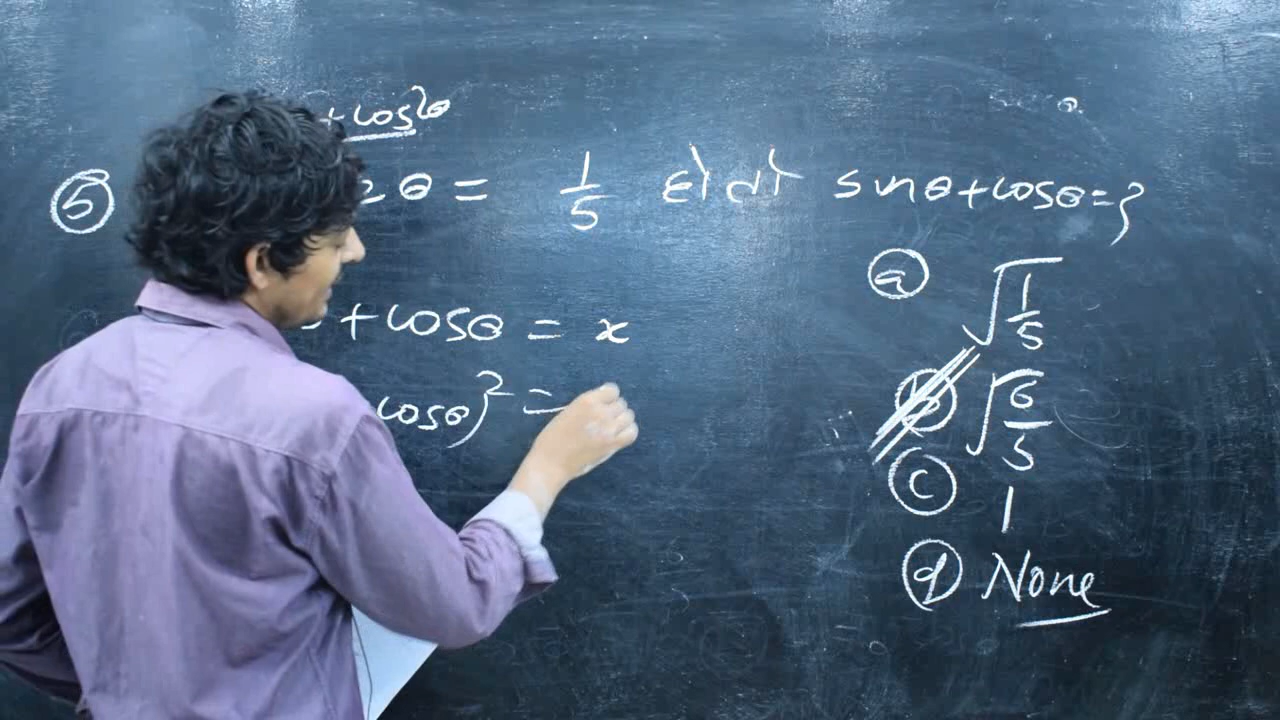 + cos²θ
⑤ 2θ = 1/5 होतो sinθ+cosθ=?
ⓐ √(1/5)
+ cosθ = x
cosθ)² =
ⓑ √(6/5)
ⓒ 1
ⓓ None